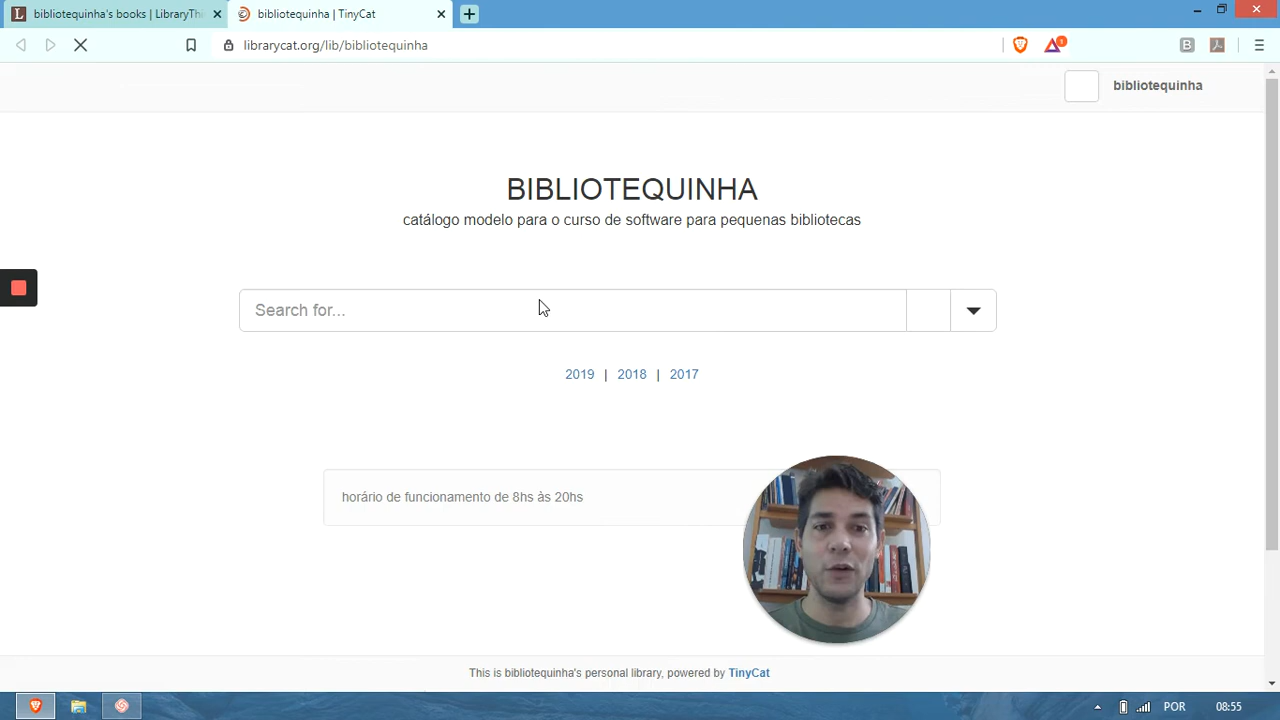 bibliotequinha's books | LibraryThi
bibliotequinha | TinyCat
librarycat.org/lib/bibliotequinha
bibliotequinha
BIBLIOTEQUINHA
catálogo modelo para o curso de software para pequenas bibliotecas
Search for...
2019 | 2018 | 2017
horário de funcionamento de 8hs às 20hs
This is bibliotequinha's personal library, powered by TinyCat
POR 08:55